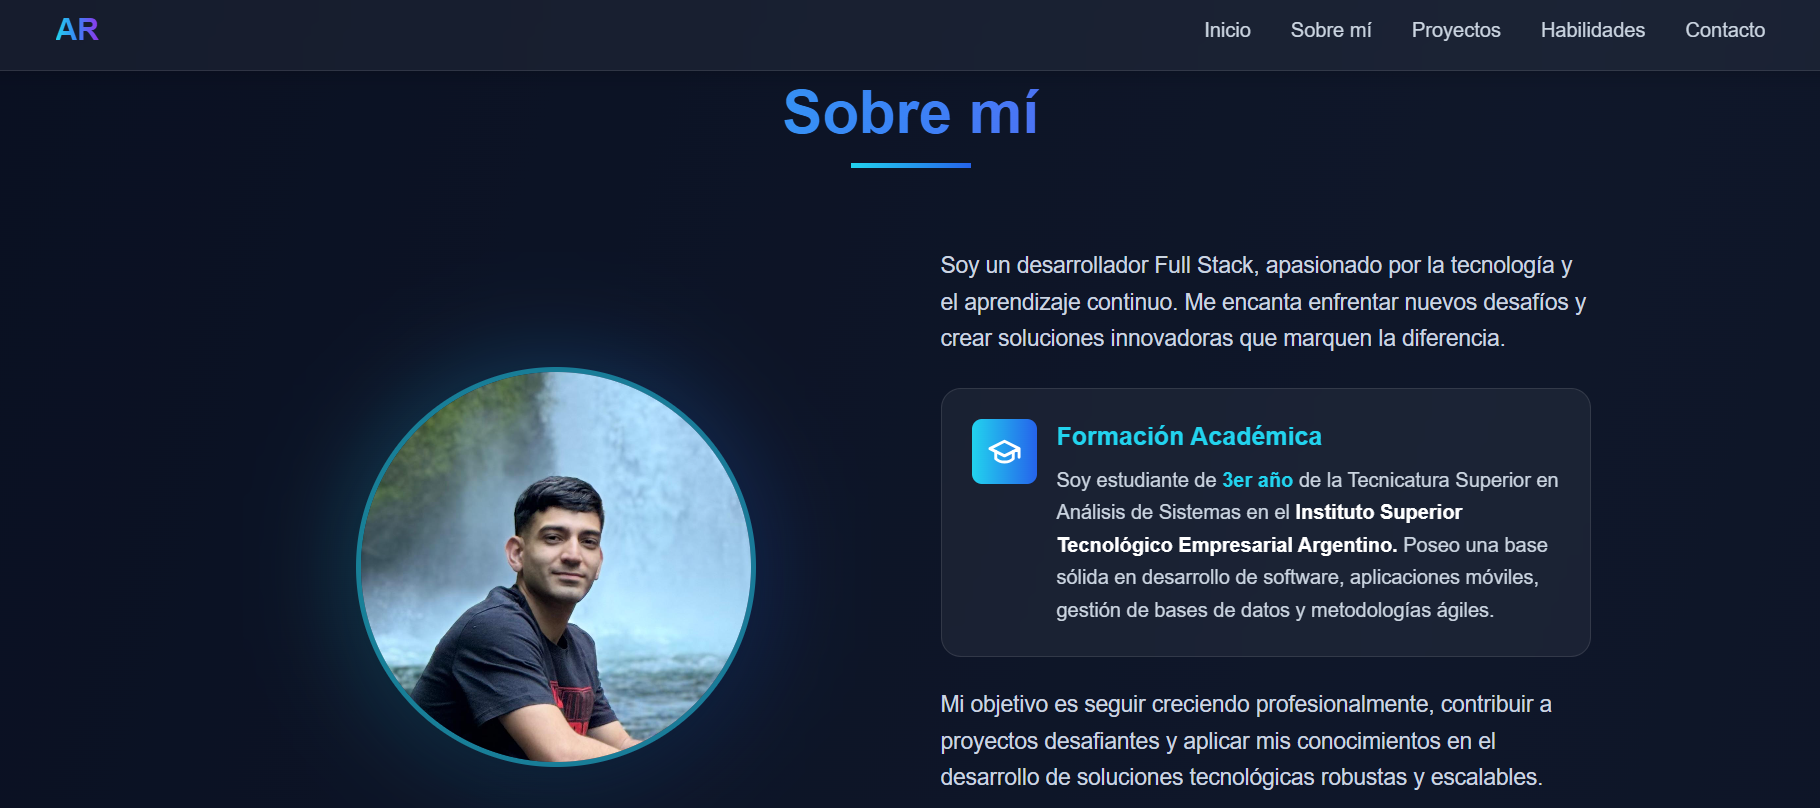 AR
Inicio Sobre mí Proyectos Habilidades Contacto
Sobre mí
Soy un desarrollador Full Stack, apasionado por la tecnología y
el aprendizaje continuo. Me encanta enfrentar nuevos desafíos y
crear soluciones innovadoras que marquen la diferencia.
Formación Académica
Soy estudiante de 3er año de la Tecnicatura Superior en
Análisis de Sistemas en el Instituto Superior
Tecnológico Empresarial Argentino. Poseo una base
sólida en desarrollo de software, aplicaciones móviles,
gestión de bases de datos y metodologías ágiles.
Mi objetivo es seguir creciendo profesionalmente, contribuir a
proyectos desafiantes y aplicar mis conocimientos en el
desarrollo de soluciones tecnológicas robustas y escalables.